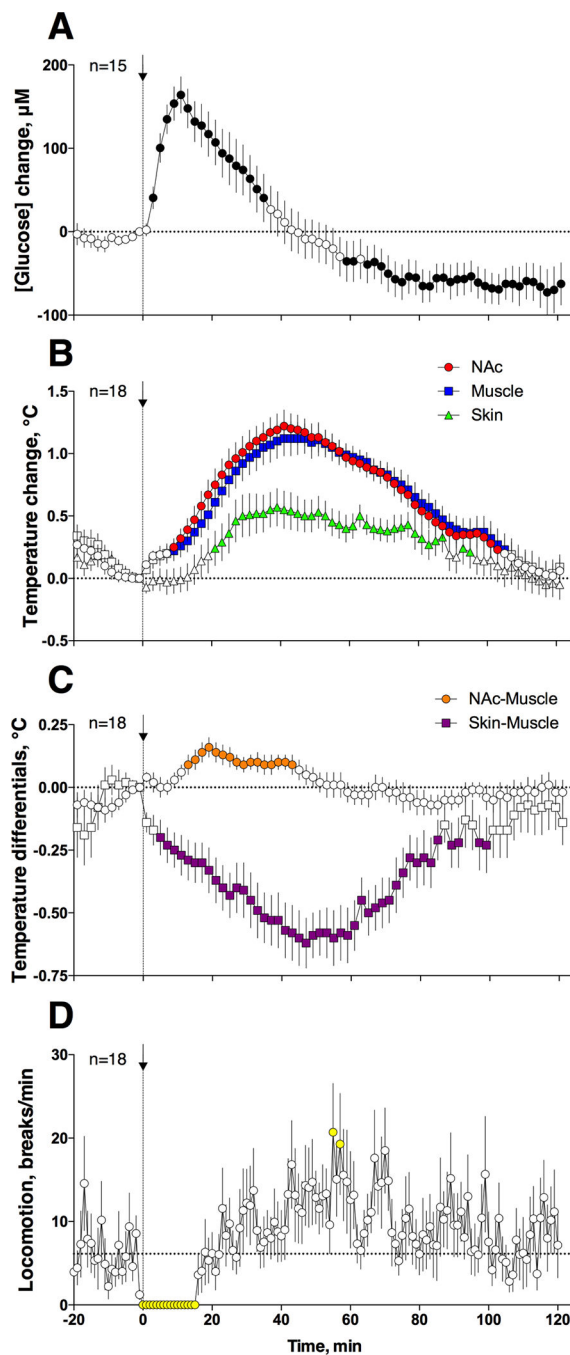 A
n=15
[Glucose] change, µM
200
100
0
-100
B
n=18
NAc
Muscle
Skin
Temperature change, °C
1.5
1.0
0.5
0.0
-0.5
C
n=18
NAc-Muscle
Skin-Muscle
Temperature differentials, °C
0.25
0.00
-0.25
-0.50
-0.75
D
n=18
Locomotion, breaks/min
30
20
10
0
-20 0 20 40 60 80 100 120
Time, min